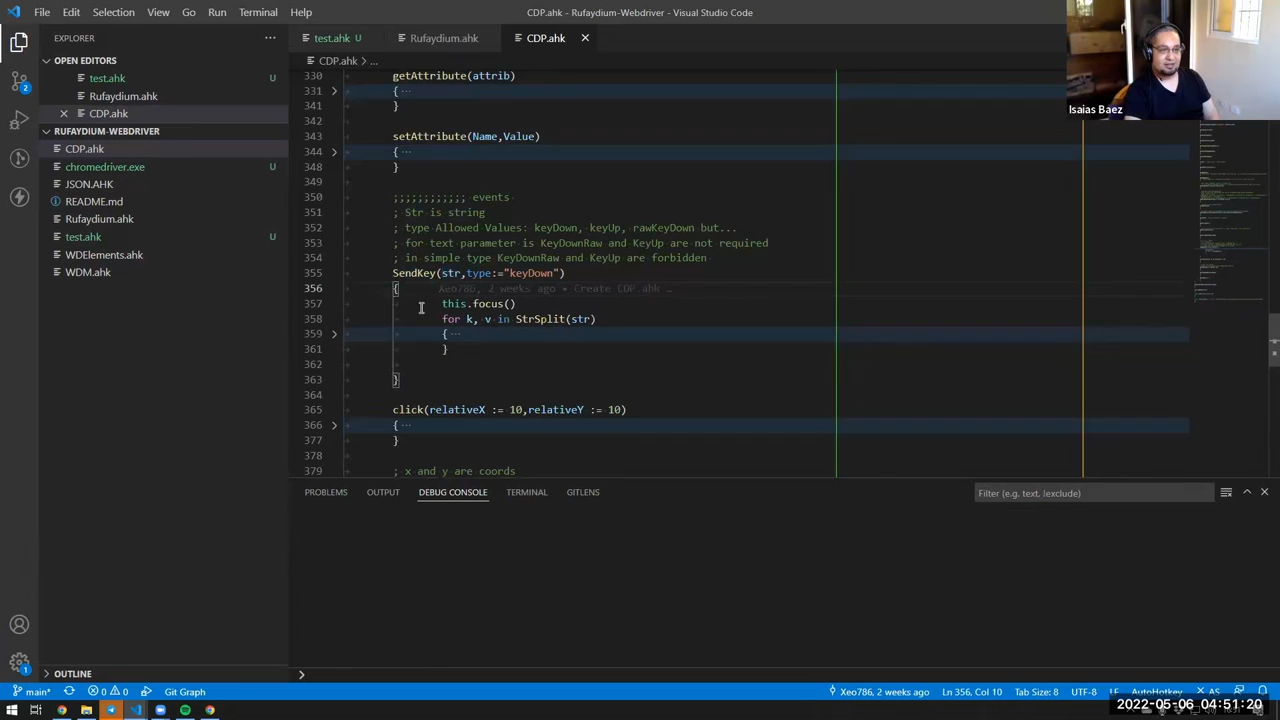 File Edit Selection View Go Run Terminal Help
CDP.ahk - Rufaydium-Webdriver - Visual Studio Code
EXPLORER
OPEN EDITORS
test.ahk U
Rufaydium.ahk
CDP.ahk
RUFAYDIUM-WEBDRIVER
CDP.ahk
chromedriver.exe U
JSON.AHK
README.md
Rufaydium.ahk
test.ahk U
WDElements.ahk
WDM.ahk
OUTLINE
2
1
test.ahk U Rufaydium.ahk CDP.ahk
CDP.ahk > ...
330 getAttribute(attrib)
331 { ...
341 }
342
343 setAttribute(Name,Value)
344 { ...
348 }
349
350 ;;;;;;;;;;;; events
351 ; Str is string
352 ; type Allowed are: keyDown, keyUp, rawKeyDown but...
353 ; for text parameter is KeyDownRaw and KeyUp are not required
354 ; in simple type DownRaw and KeyUp are forbidden
355 SendKey(str,type:="keyDown")
356 {
357 this.focus()
358 for k, v in StrSplit(str)
359 { ...
361 }
362
363 }
364
365 click(relativeX := 10,relativeY := 10)
366 { ...
377 }
378
379 ; x and y are coords
Isaias Baez
PROBLEMS OUTPUT DEBUG CONSOLE TERMINAL GITLENS
Filter (e.g. text, !exclude)
main* 0 0 Git Graph
Xeo786, 2 weeks ago Ln 356, Col 10 Tab Size: 8 UTF-8 LF AutoHotkey AS
2022-05-06 04:51:20